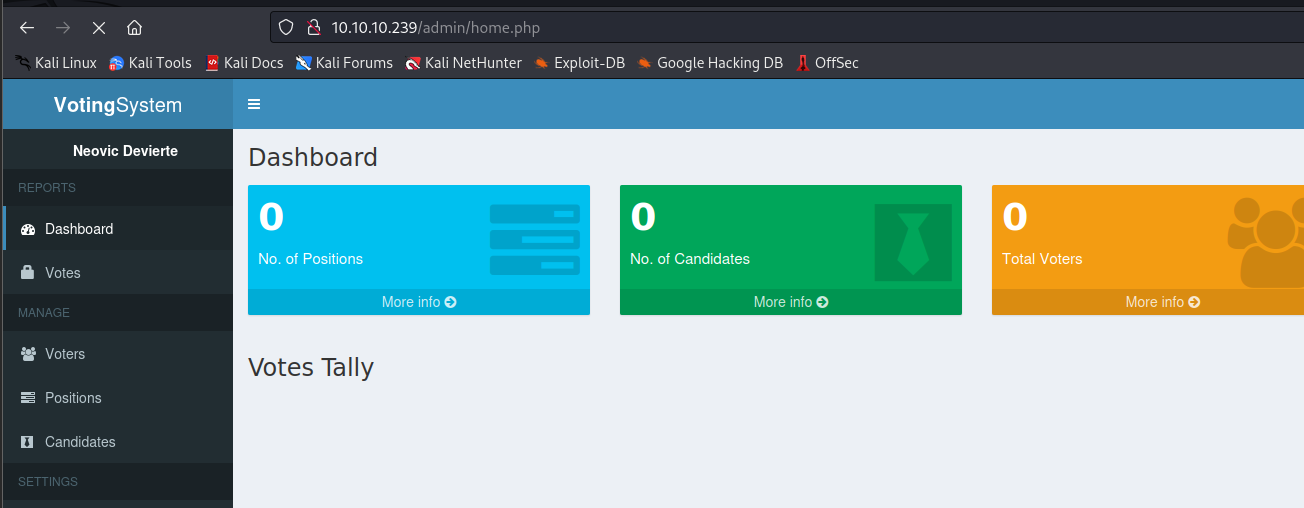 10.10.10.239/admin/home.php
Kali Linux Kali Tools Kali Docs Kali Forums Kali NetHunter Exploit-DB Google Hacking DB OffSec
VotingSystem
Neovic Devierte
REPORTS
Dashboard
Votes
MANAGE
Voters
Positions
Candidates
SETTINGS
Dashboard
0
No. of Positions
More info
0
No. of Candidates
More info
0
Total Voters
More info
Votes Tally